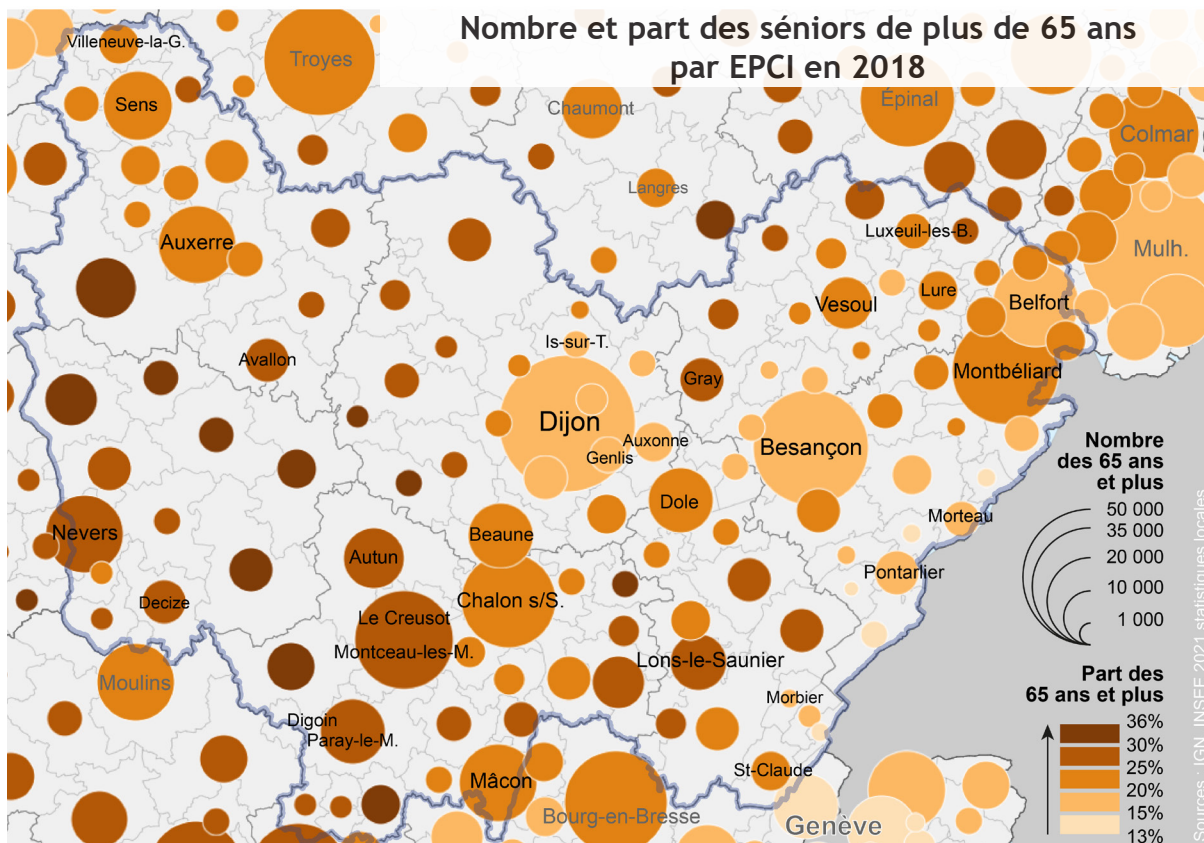 Nombre et part des séniors de plus de 65 ans
par EPCI en 2018
Villeneuve-la-G.
Troyes
Sens
Chaumont
Épinal
Colmar
Langres
Auxerre
Luxeuil-les-B.
Mulh.
Vesoul
Lure
Belfort
Is-sur-T.
Avallon
Gray
Montbéliard
Dijon
Auxonne
Genlis
Besançon
Dole
Morteau
Nevers
Beaune
Autun
Pontarlier
Decize
Chalon s/S.
Le Creusot
Montceau-les-M.
Lons-le-Saunier
Moulins
Morbier
Digoin
Paray-le-M.
St-Claude
Mâcon
Bourg-en-Bresse
Genève
Nombre
des 65 ans
et plus
50 000
35 000
20 000
10 000
1 000
Part des
65 ans et plus
36%
30%
25%
20%
15%
13%
Sources : IGN, INSEE 2021 statistiques locales